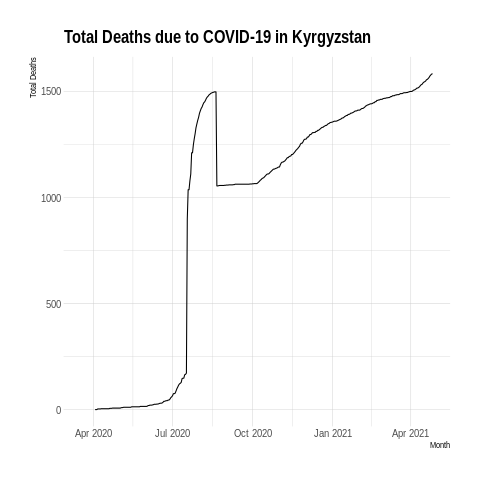 Total Deaths due to COVID-19 in Kyrgyzstan
Total Deaths
1500
1000
500
0
Apr 2020 Jul 2020 Oct 2020 Jan 2021 Apr 2021
Month